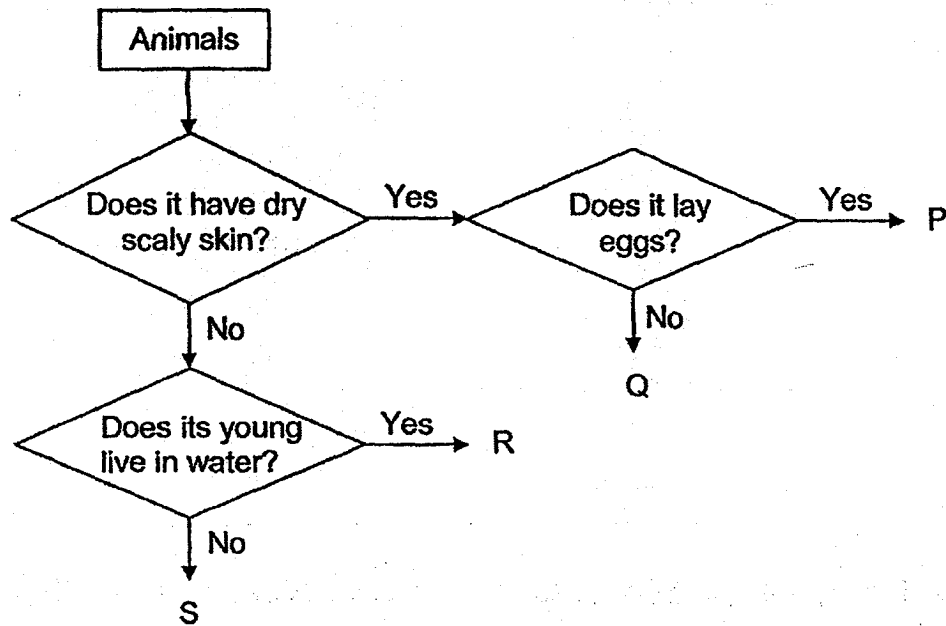 Animals
Does it have dry
scaly skin?
Yes
Does it lay
eggs?
Yes
P
No
No
Q
Does its young
live in water?
Yes
R
No
S